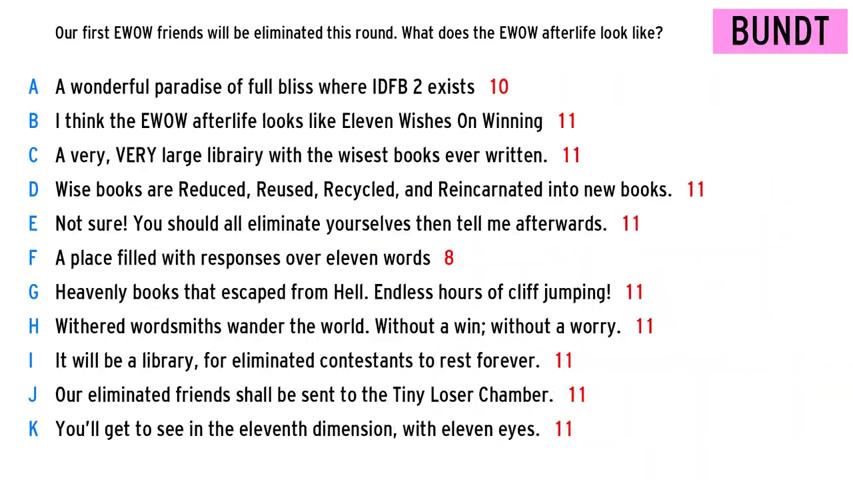 Our first EWOW friends will be eliminated this round. What does the EWOW afterlife look like?
BUNDT
A A wonderful paradise of full bliss where IDFB 2 exists 10
B I think the EWOW afterlife looks like Eleven Wishes On Winning 11
C A very, VERY large librairy with the wisest books ever written. 11
D Wise books are Reduced, Reused, Recycled, and Reincarnated into new books. 11
E Not sure! You should all eliminate yourselves then tell me afterwards. 11
F A place filled with responses over eleven words 8
G Heavenly books that escaped from Hell. Endless hours of cliff jumping! 11
H Withered wordsmiths wander the world. Without a win; without a worry. 11
I It will be a library, for eliminated contestants to rest forever. 11
J Our eliminated friends shall be sent to the Tiny Loser Chamber. 11
K You'll get to see in the eleventh dimension, with eleven eyes. 11